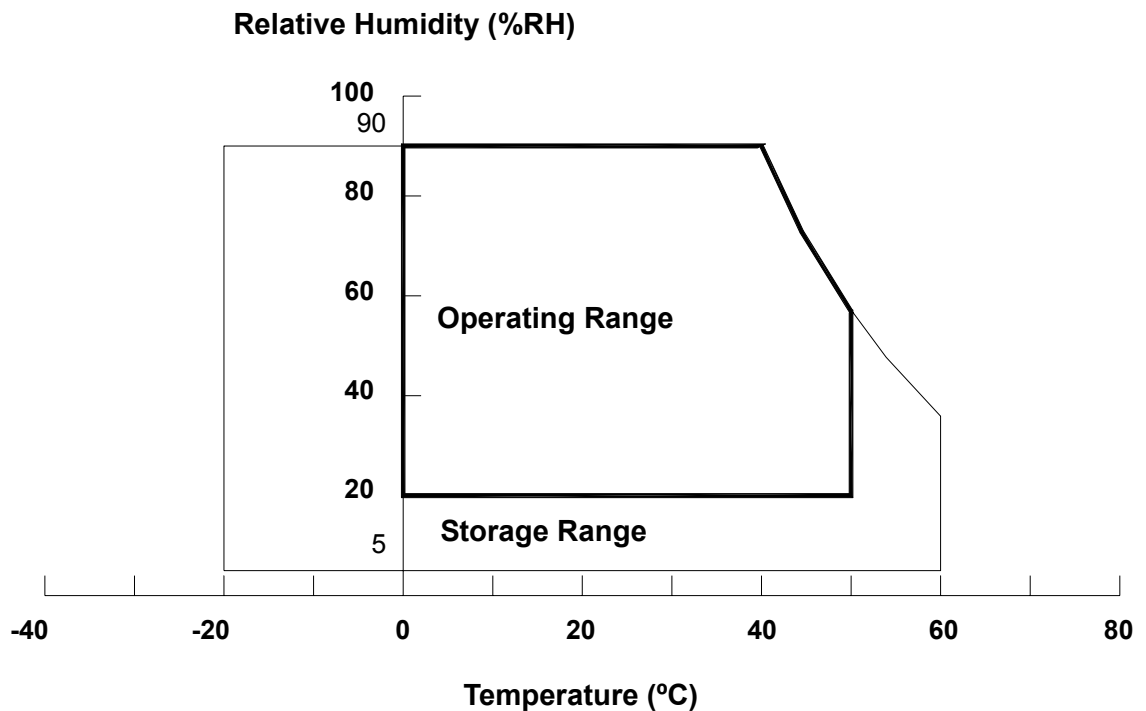 Relative Humidity (%RH)
100
90
80
60
Operating Range
40
20
Storage Range
5
-40 -20 0 20 40 60 80
Temperature (ºC)